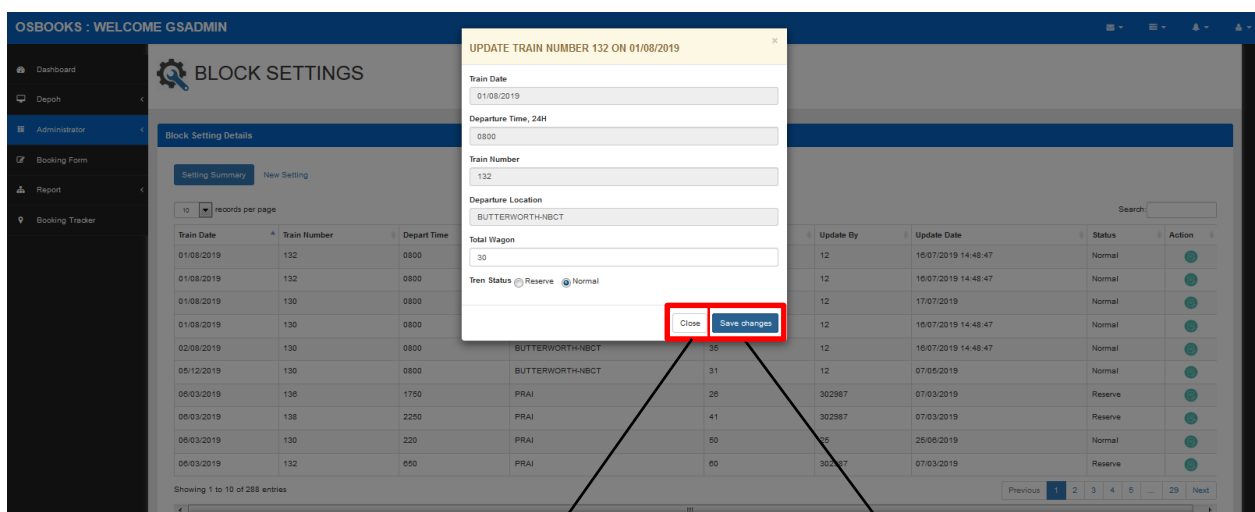 OSBOOKS : WELCOME GSADMIN
Dashboard
Depoh
Administrator
Booking Form
Report
Booking Tracker
BLOCK SETTINGS
Block Setting Details
Setting Summary New Setting
10 records per page
Search:
UPDATE TRAIN NUMBER 132 ON 01/08/2019 ×
Train Date
01/08/2019
Departure Time, 24H
0800
Train Number
132
Departure Location
BUTTERWORTH-NBCT
Total Wagon
30
Tren Status Reserve Normal
Close Save changes
Train Date Train Number Depart Time Update By Update Date Status Action
01/08/2019 132 0800 12 16/07/2019 14:48:47 Normal
01/08/2019 132 0800 12 16/07/2019 14:48:47 Normal
01/08/2019 130 0800 12 17/07/2019 Normal
01/08/2019 130 0800 12 16/07/2019 14:48:47 Normal
02/08/2019 130 0800 BUTTERWORTH-NBCT 35 12 16/07/2019 14:48:47 Normal
05/12/2019 130 0800 BUTTERWORTH-NBCT 31 12 07/05/2019 Normal
06/03/2019 136 1750 PRAI 26 302987 07/03/2019 Reserve
06/03/2019 138 2250 PRAI 41 302987 07/03/2019 Reserve
06/03/2019 130 220 PRAI 50 25/06/2019 Normal
06/03/2019 132 650 PRAI 60 07/03/2019 Reserve
Showing 1 to 10 of 288 entries
Previous 1 2 3 4 5 ... 29 Next